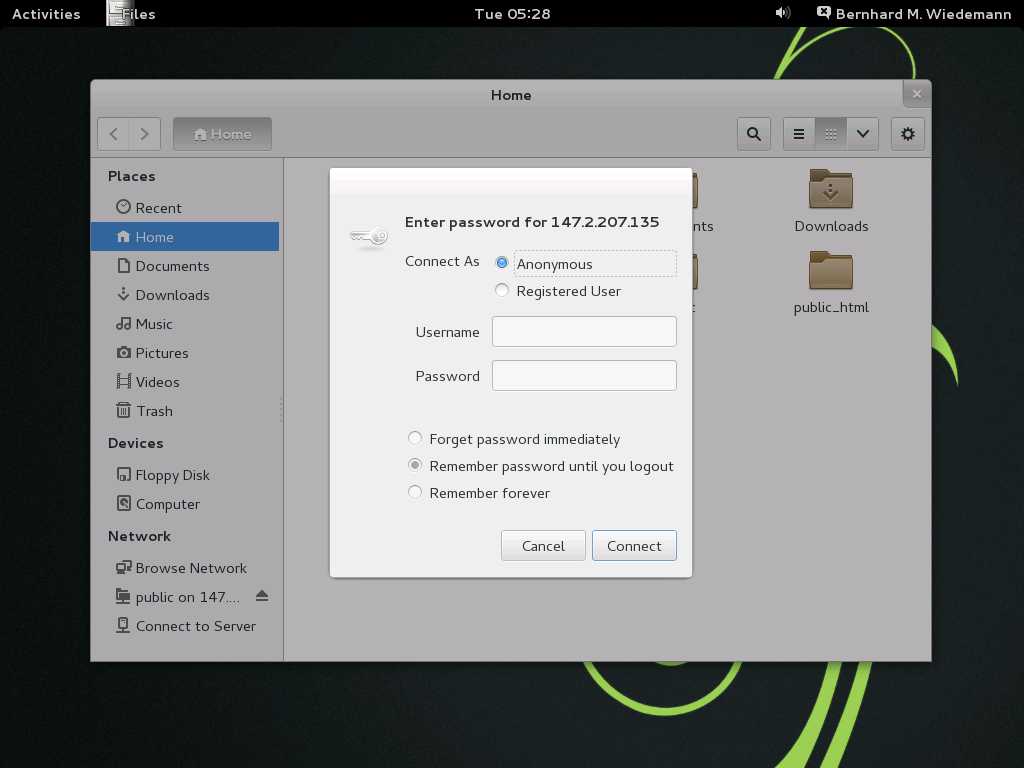 Activities
Files
Tue 05:28
Bernhard M. Wiedemann
Home
Home
Places
Recent
Home
Documents
Downloads
Music
Pictures
Videos
Trash
Devices
Floppy Disk
Computer
Network
Browse Network
public on 147....
Connect to Server
Downloads
public_html
Enter password for 147.2.207.135
Connect As
Anonymous
Registered User
Username
Password
Forget password immediately
Remember password until you logout
Remember forever
Cancel
Connect